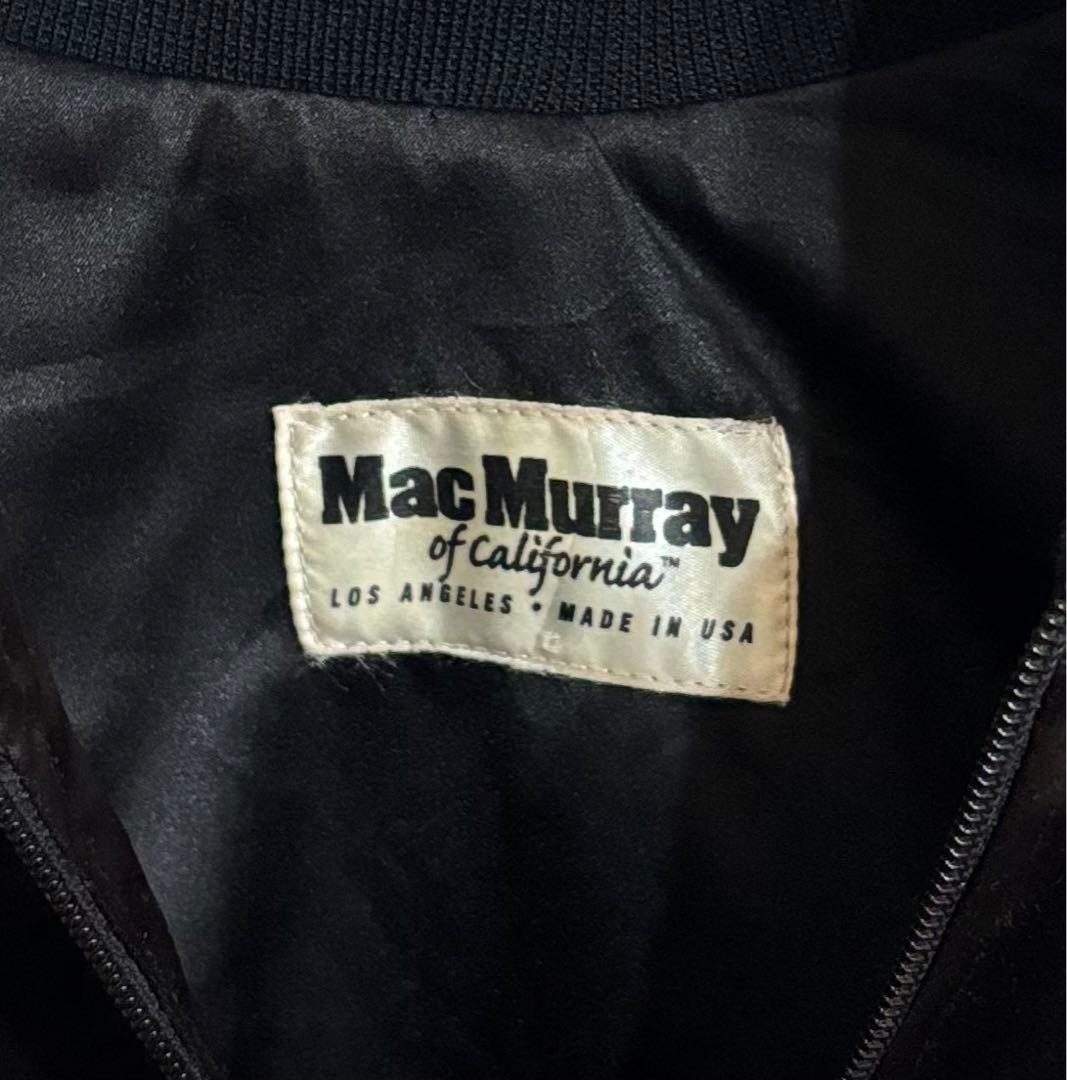 MacMurray
of California™
LOS ANGELES • MADE IN USA